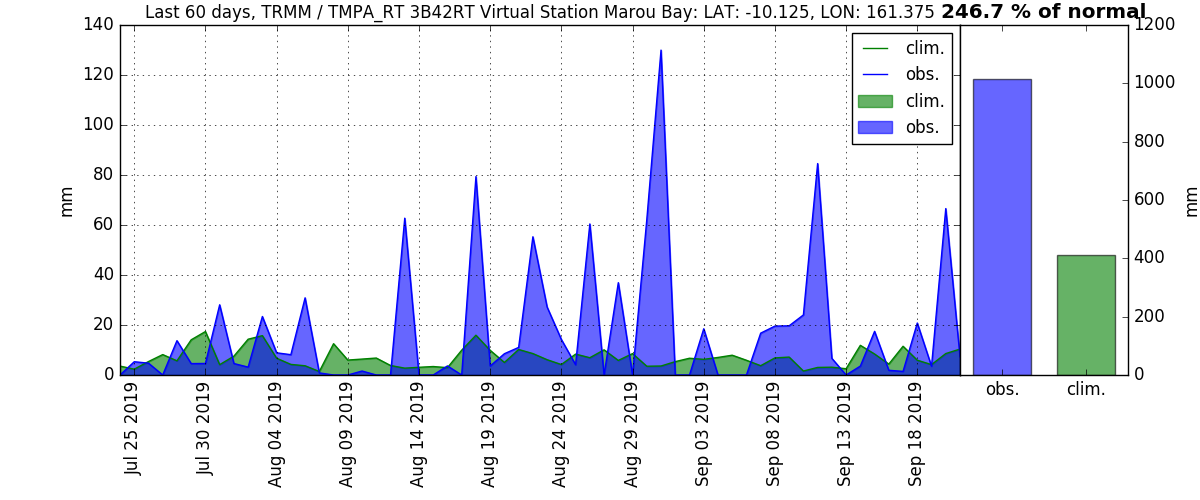 Last 60 days, TRMM / TMPA_RT 3B42RT Virtual Station Marou Bay: LAT: -10.125, LON: 161.375 246.7 % of normal
140
120
100
80
60
40
20
0
mm
clim.
obs.
clim.
obs.
1200
1000
800
600
400
200
0
mm
Jul 25 2019
Jul 30 2019
Aug 04 2019
Aug 09 2019
Aug 14 2019
Aug 19 2019
Aug 24 2019
Aug 29 2019
Sep 03 2019
Sep 08 2019
Sep 13 2019
Sep 18 2019
obs.
clim.